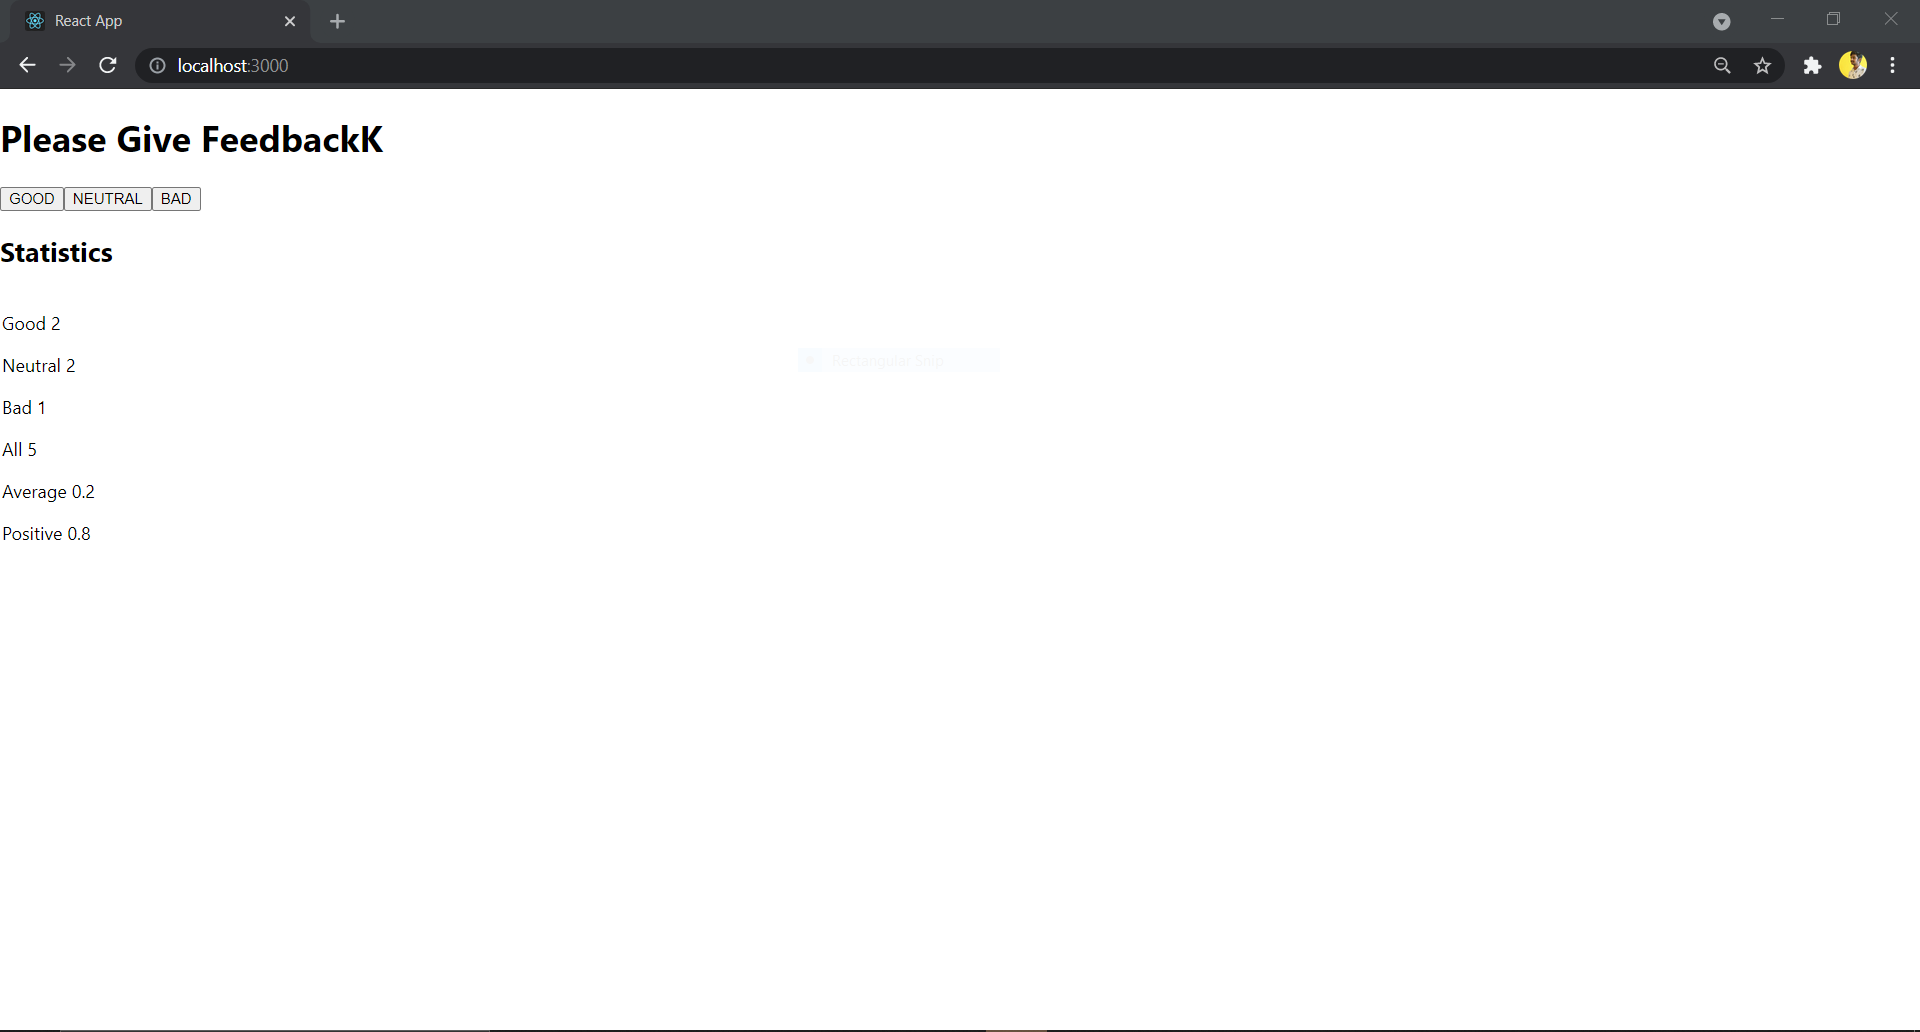 React App
localhost:3000
Please Give FeedbackK
GOOD NEUTRAL BAD
Statistics
Good 2
Neutral 2
Rectangular Snip
Bad 1
All 5
Average 0.2
Positive 0.8